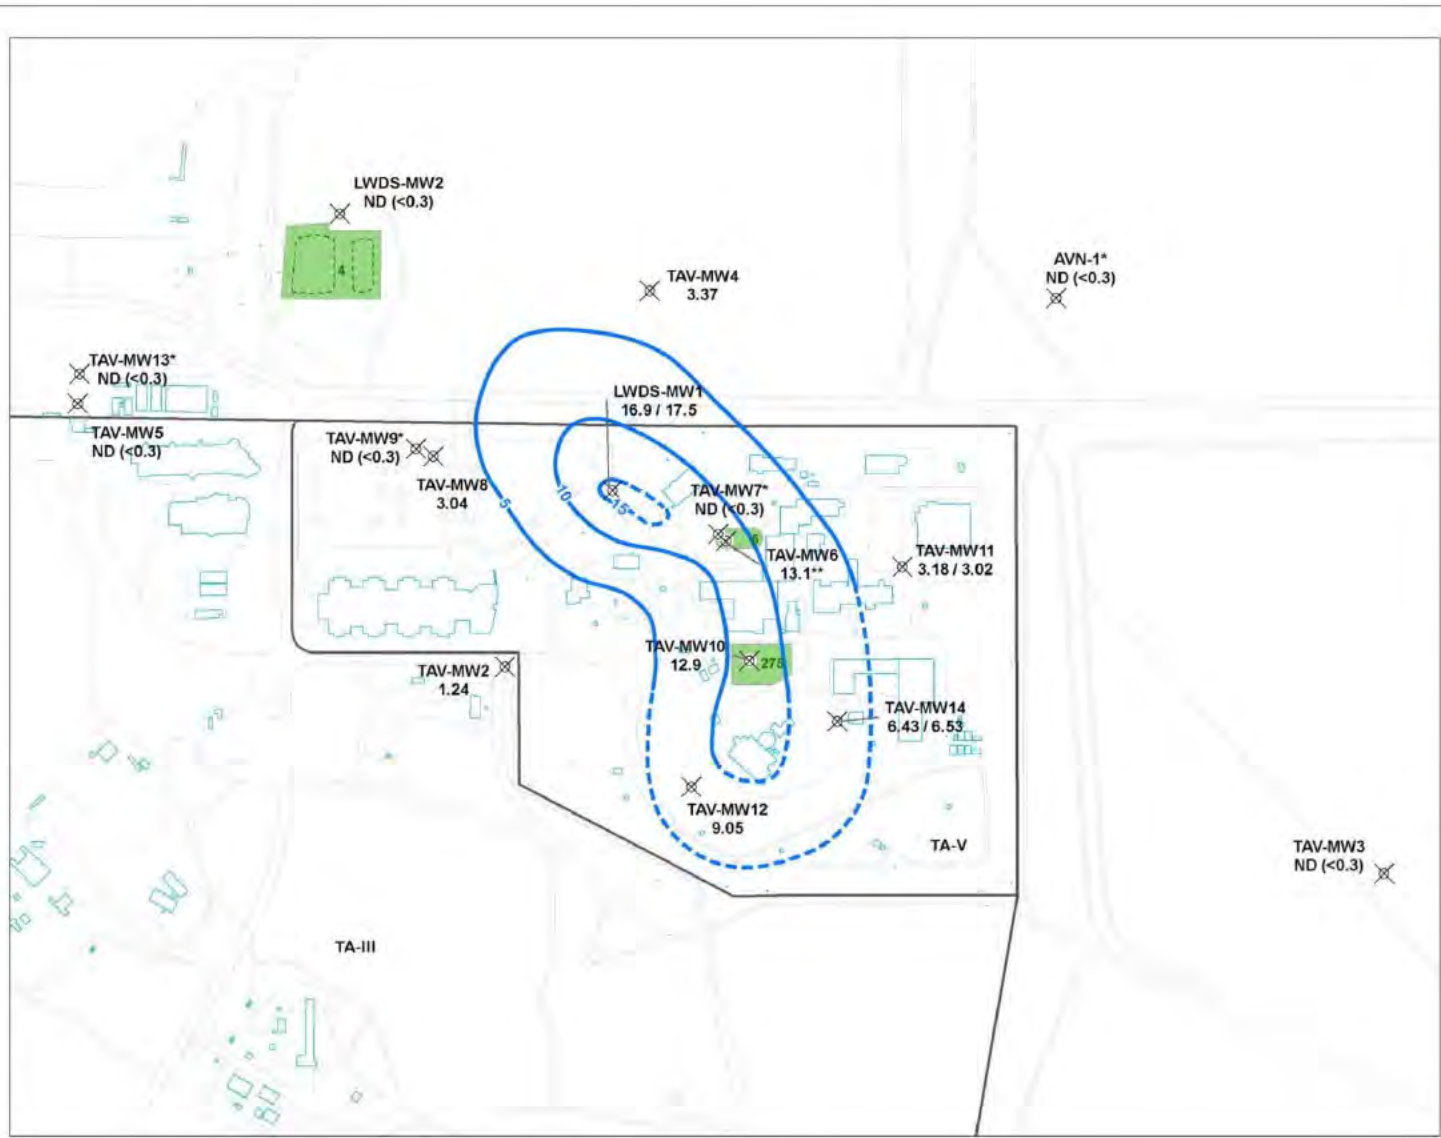 LWDS-MW2
ND (<0.3)
4
TAV-MW4
3.37
AVN-1*
ND (<0.3)
TAV-MW13*
ND (<0.3)
LWDS-MW1
16.9 / 17.5
TAV-MW5
ND (<0.3)
TAV-MW9*
ND (<0.3)
TAV-MW8
3.04
5
10
15
TAV-MW7*
ND (<0.3)
6
TAV-MW6
13.1**
TAV-MW11
3.18 / 3.02
TAV-MW10
12.9
275
TAV-MW2
1.24
TAV-MW14
6.43 / 6.53
TAV-MW12
9.05
TA-V
TAV-MW3
ND (<0.3)
TA-III